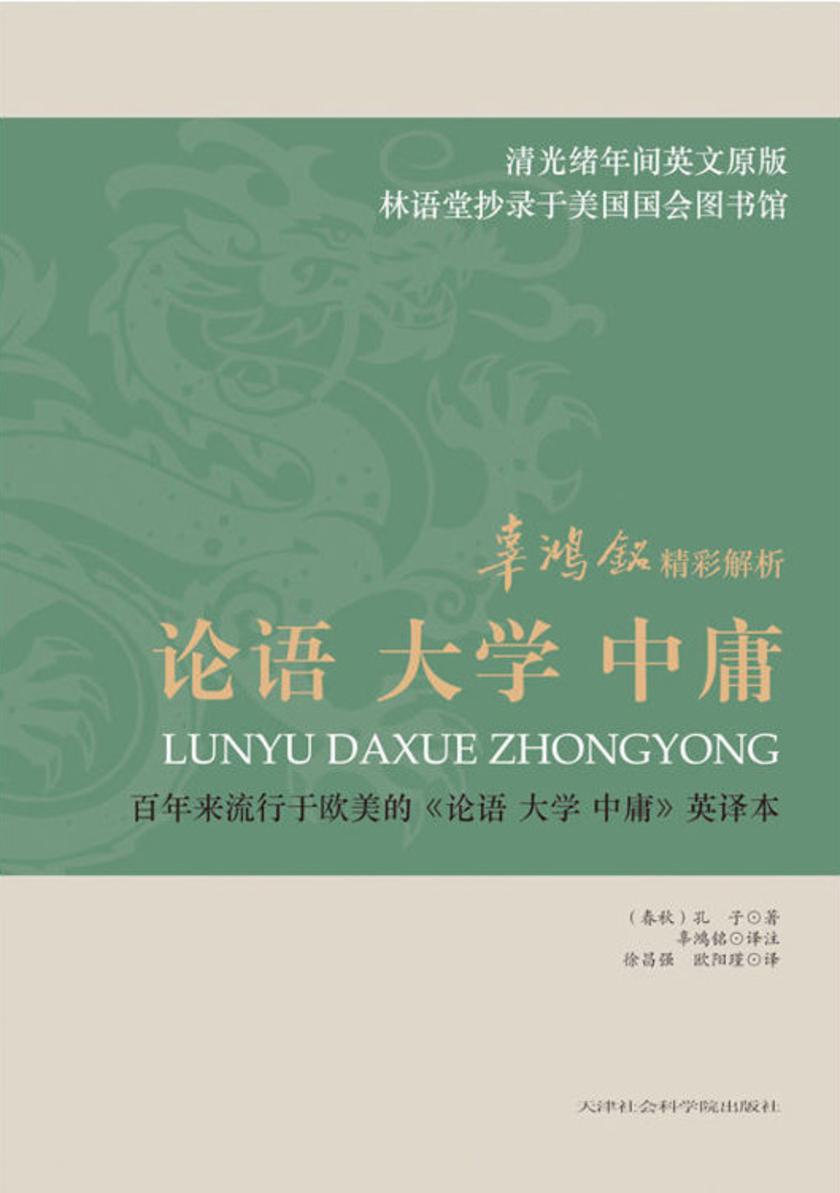 清光绪年间英文原版
林语堂抄录于美国国会图书馆
辜鸿铭 精彩解析
论语 大学 中庸
LUNYU DAXUE ZHONGYONG
百年来流行于欧美的《论语 大学 中庸》英译本
（春秋）孔 子⊙著
辜鸿铭⊙译注
徐昌强 欧阳瑾⊙译
天津社会科学院出版社